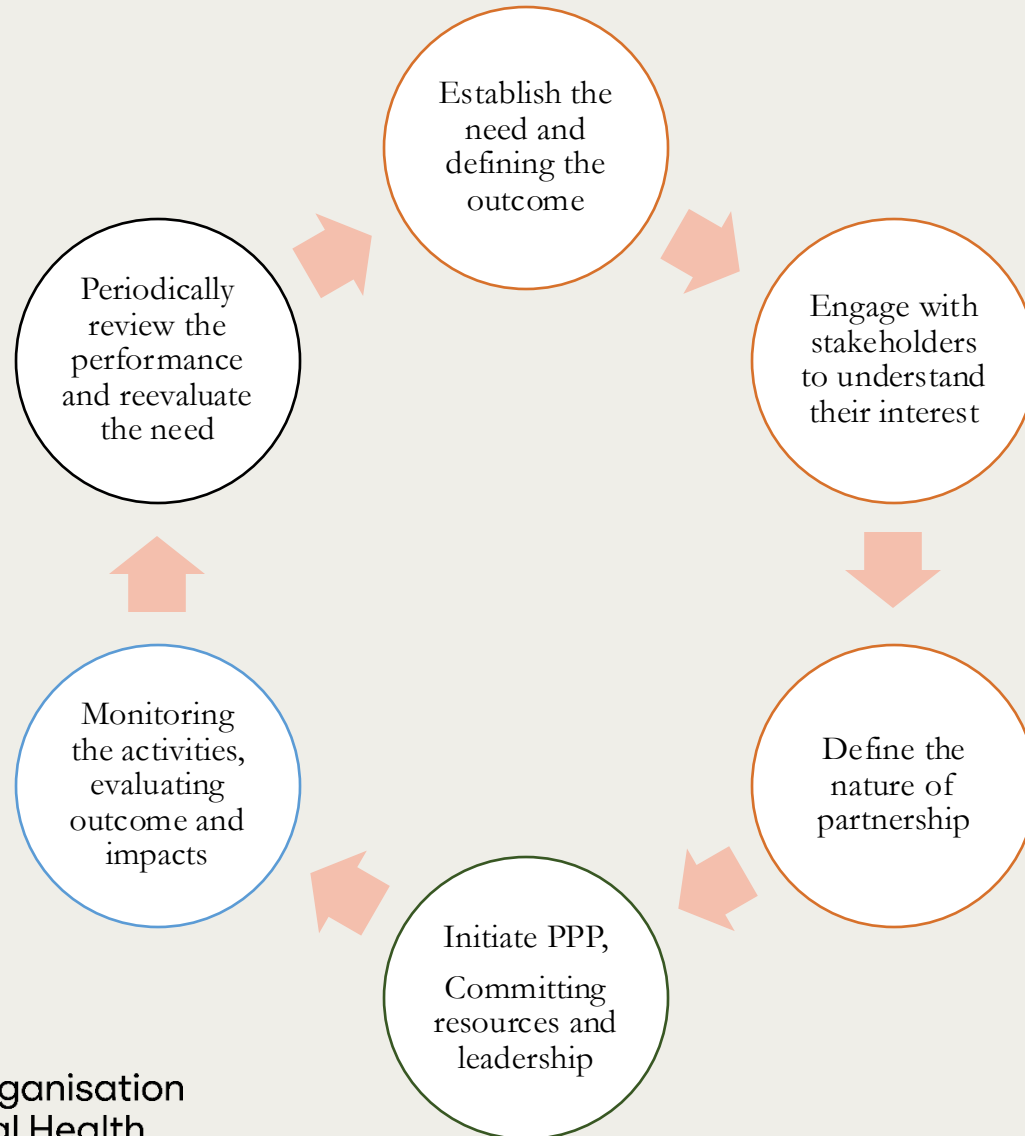 Establish the
need and
defining the
outcome
Engage with
stakeholders
to understand
their interest
Define the
nature of
partnership
Initiate PPP,
Committing
resources and
leadership
Monitoring
the activities,
evaluating
outcome and
impacts
Periodically
review the
performance
and reevaluate
the need
ganisation
al Health